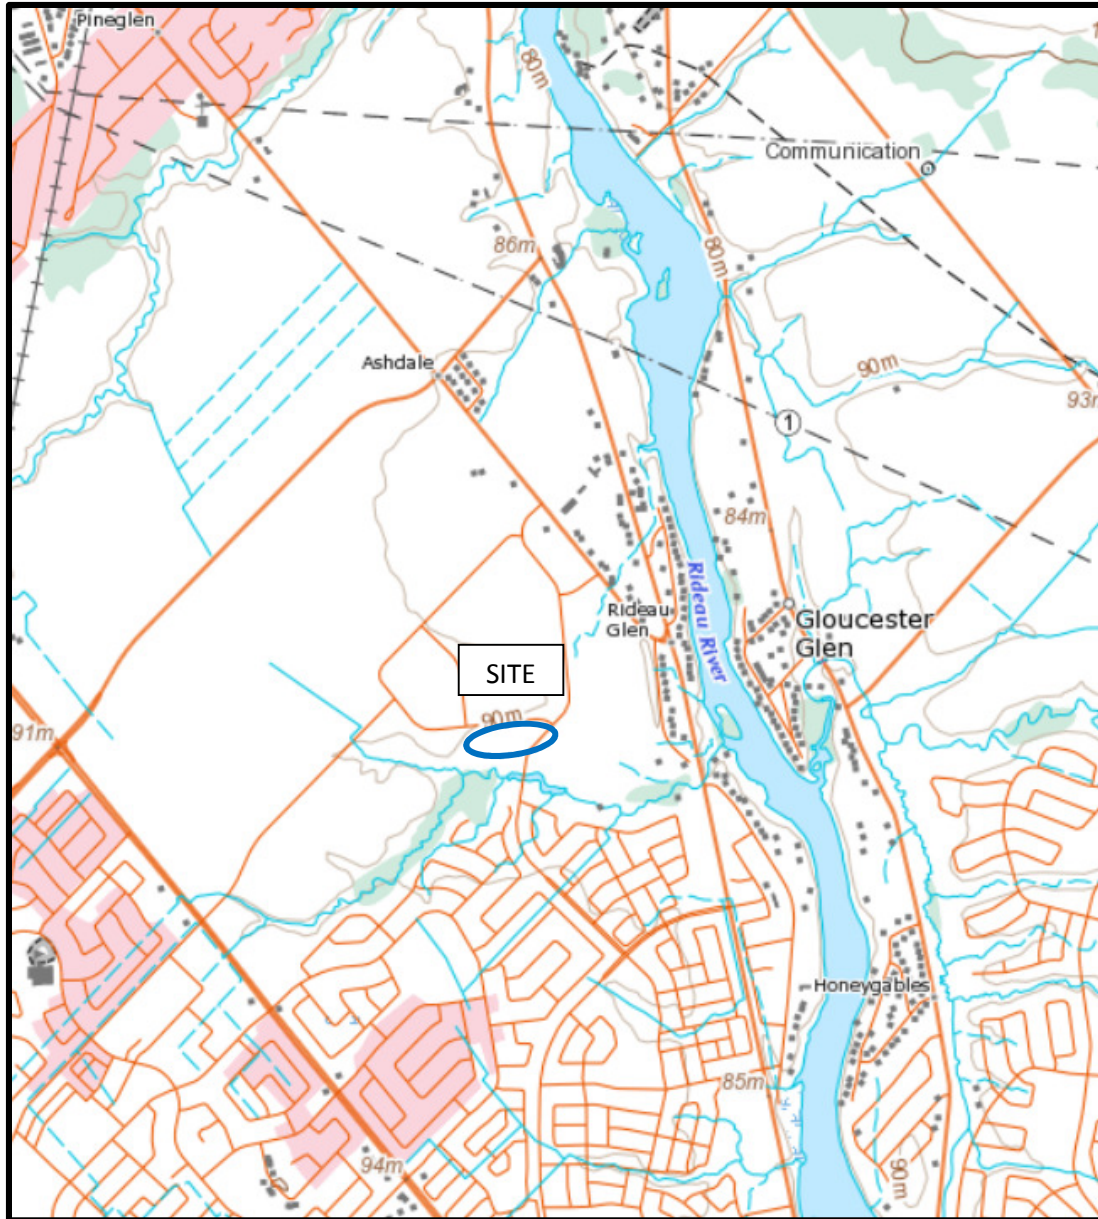 Pineglen
80m
Communication
86m
80m
Ashdale
90m
93m
1
84m
Rideau River
Rideau
Glen
Gloucester
Glen
SITE
90m
91m
Honeygables
85m
94m
90m